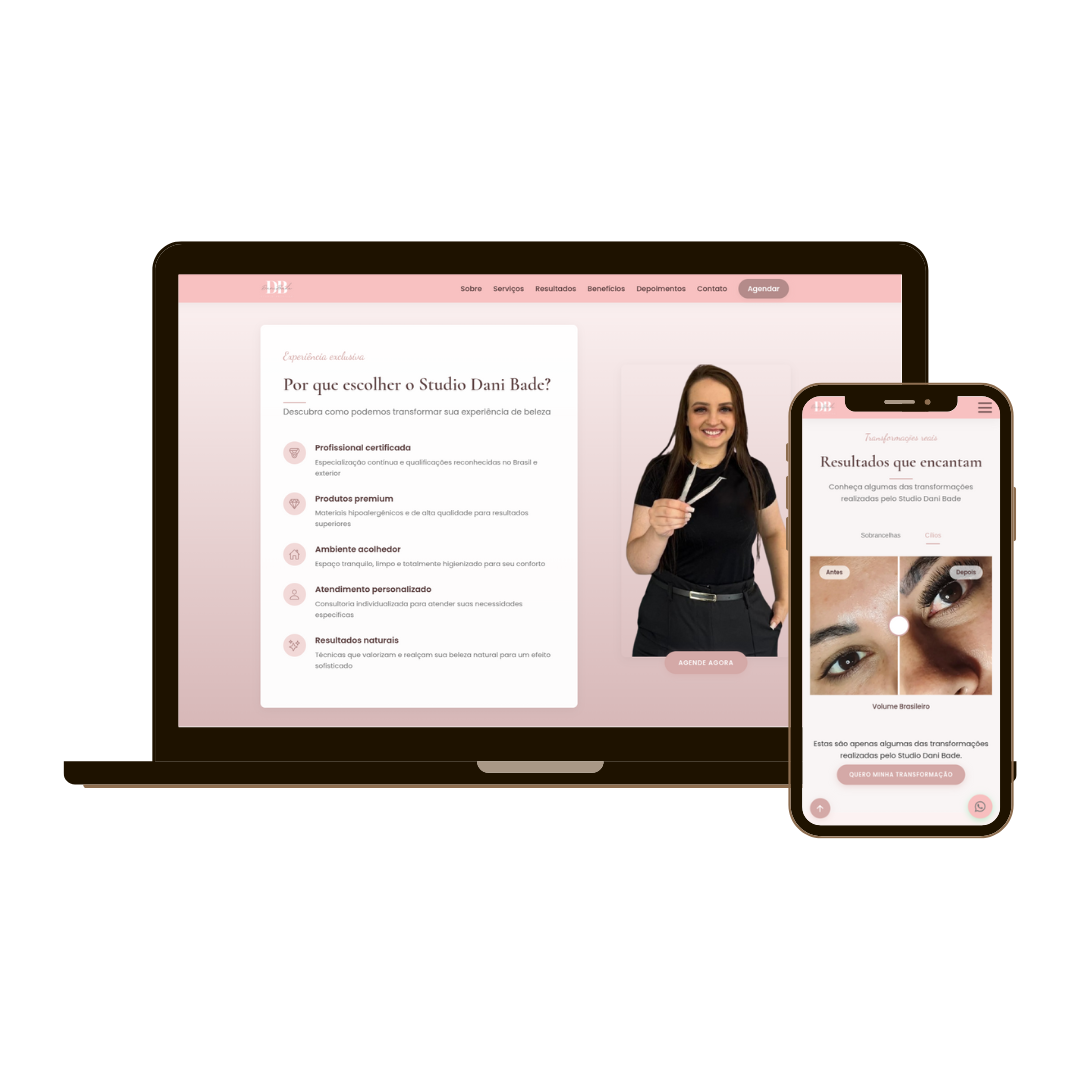 DB
Sobre Serviços Resultados Benefícios Depoimentos Contato Agendar
Experiência exclusiva
Por que escolher o Studio Dani Bade?
Descubra como podemos transformar sua experiência de beleza
Profissional certificada
Especialização contínua e qualificações reconhecidas no Brasil e
exterior
Produtos premium
Materiais hipoalergênicos e de alta qualidade para resultados
superiores
Ambiente acolhedor
Espaço tranquilo, limpo e totalmente higienizado para seu conforto
Atendimento personalizado
Consultoria individualizada para atender suas necessidades
específicas
Resultados naturais
Técnicas que valorizam e realçam sua beleza natural para um efeito
sofisticado
AGENDE AGORA
DB
Transformações reais
Resultados que encantam
Conheça algumas das transformações
realizadas pelo Studio Dani Bade
Sobrancelhas Cílios
Antes Depois
Volume Brasileiro
Estas são apenas algumas das transformações
realizadas pelo Studio Dani Bade.
QUERO MINHA TRANSFORMAÇÃO